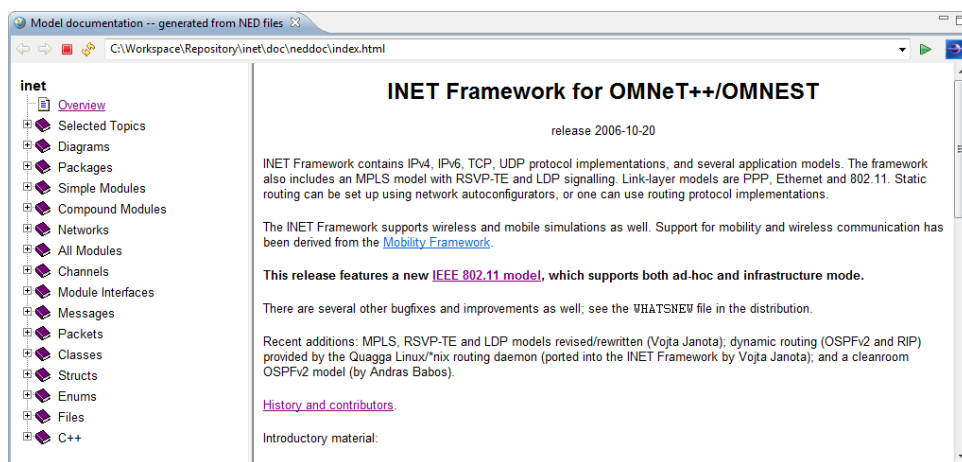 Model documentation -- generated from NED files
C:\Workspace\Repository\inet\doc\neddoc\index.html
inet
Overview
Selected Topics
Diagrams
Packages
Simple Modules
Compound Modules
Networks
All Modules
Channels
Module Interfaces
Messages
Packets
Classes
Structs
Enums
Files
C++
INET Framework for OMNeT++/OMNEST
release 2006-10-20
INET Framework contains IPv4, IPv6, TCP, UDP protocol implementations, and several application models. The framework
also includes an MPLS model with RSVP-TE and LDP signalling. Link-layer models are PPP, Ethernet and 802.11. Static
routing can be set up using network autoconfigurators, or one can use routing protocol implementations.
The INET Framework supports wireless and mobile simulations as well. Support for mobility and wireless communication has
been derived from the Mobility Framework.
This release features a new IEEE 802.11 model, which supports both ad-hoc and infrastructure mode.
There are several other bugfixes and improvements as well; see the WHATSNEW file in the distribution.
Recent additions: MPLS, RSVP-TE and LDP models revised/rewritten (Vojta Janota); dynamic routing (OSPFv2 and RIP)
provided by the Quagga Linux/*nix routing daemon (ported into the INET Framework by Vojta Janota); and a cleanroom
OSPFv2 model (by Andras Babos).
History and contributors.
Introductory material: